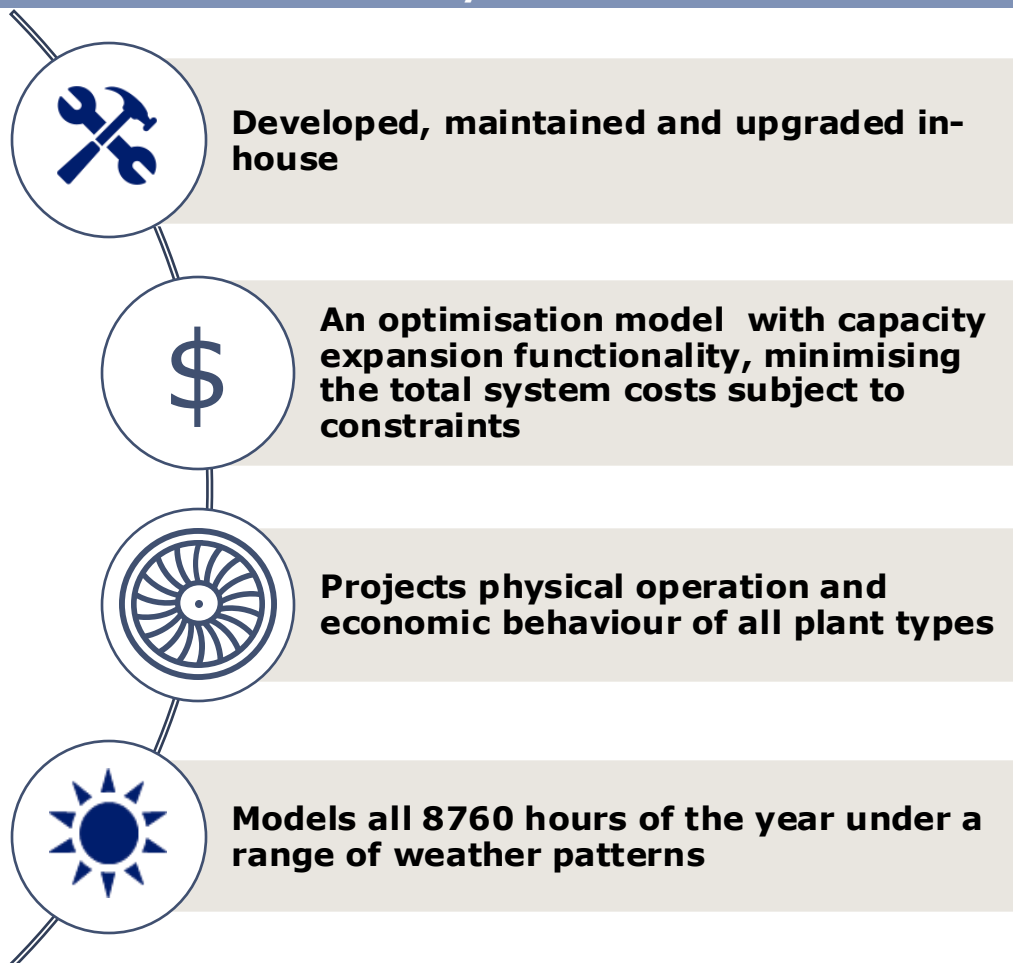 Developed, maintained and upgraded in-
house
$
An optimisation model  with capacity
expansion functionality, minimising
the total system costs subject to
constraints
Projects physical operation and
economic behaviour of all plant types
Models all 8760 hours of the year under a
range of weather patterns